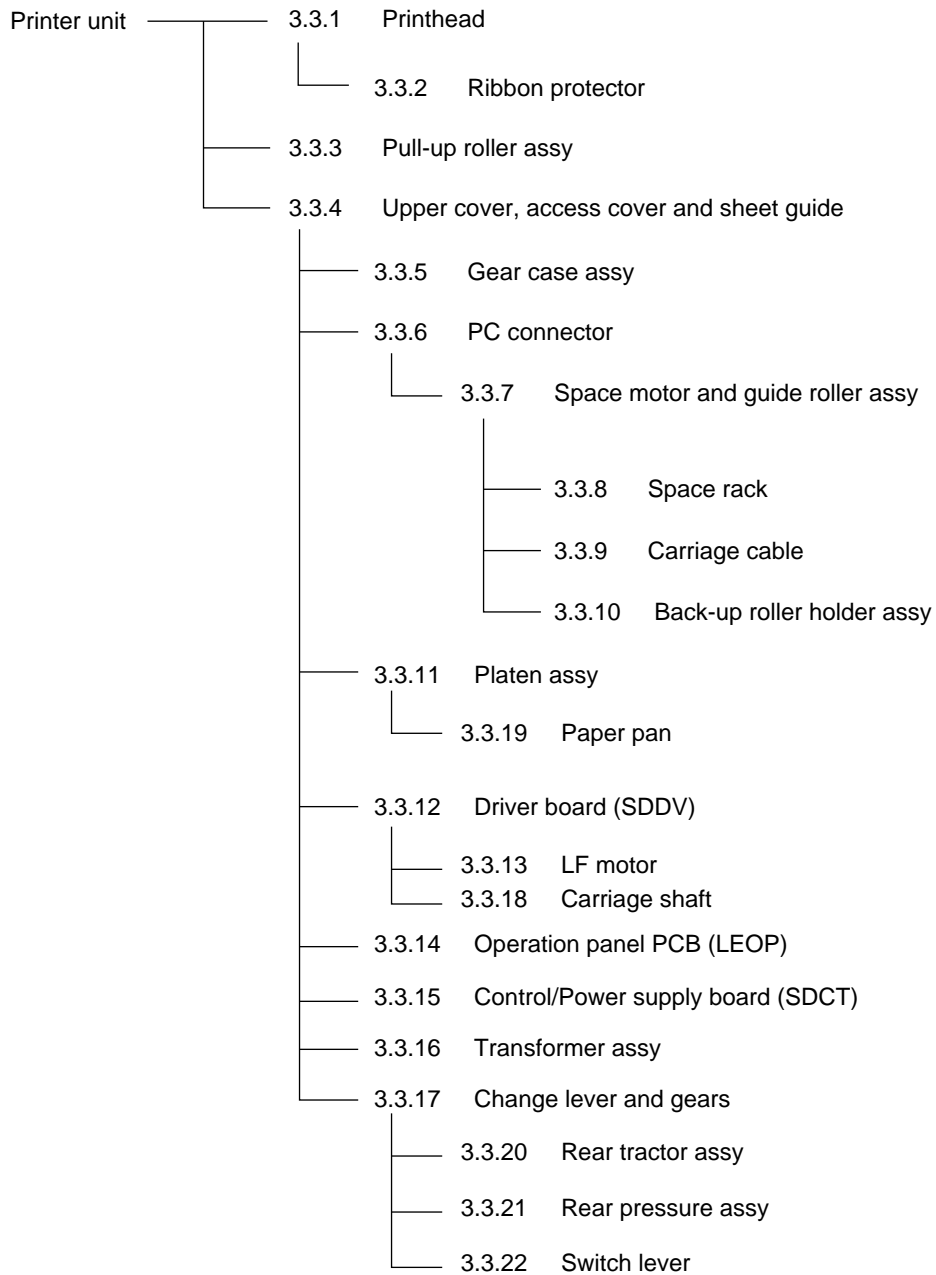 Printer unit 3.3.1 Printhead
3.3.2 Ribbon protector
3.3.3 Pull-up roller assy
3.3.4 Upper cover, access cover and sheet guide
3.3.5 Gear case assy
3.3.6 PC connector
3.3.7 Space motor and guide roller assy
3.3.8 Space rack
3.3.9 Carriage cable
3.3.10 Back-up roller holder assy
3.3.11 Platen assy
3.3.19 Paper pan
3.3.12 Driver board (SDDV)
3.3.13 LF motor
3.3.18 Carriage shaft
3.3.14 Operation panel PCB (LEOP)
3.3.15 Control/Power supply board (SDCT)
3.3.16 Transformer assy
3.3.17 Change lever and gears
3.3.20 Rear tractor assy
3.3.21 Rear pressure assy
3.3.22 Switch lever